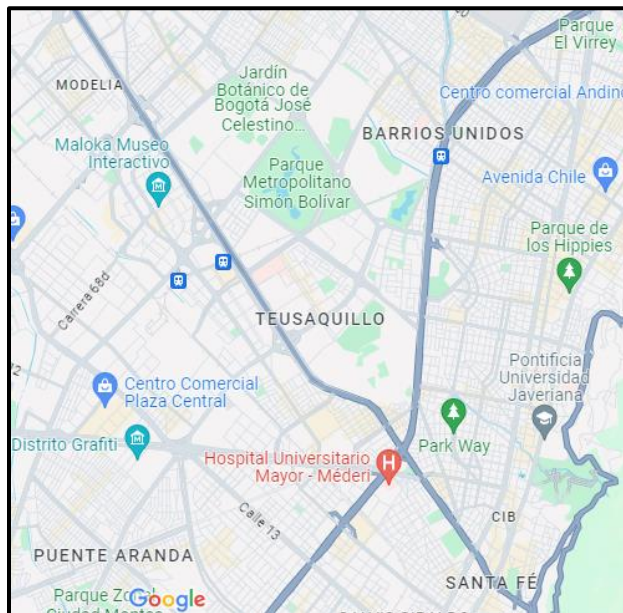 Parque
El Virrey
MODELIA
Jardín
Botánico de
Bogotá José
Celestino...
Centro comercial Andino
Maloka Museo
Interactivo
BARRIOS UNIDOS
Parque
Metropolitano
Simón Bolívar
Avenida Chile
Parque de
los Hippies
Carrera 68d
TEUSAQUILLO
Pontificia
Universidad
Javeriana
Centro Comercial
Plaza Central
Distrito Grafiti
Park Way
Hospital Universitario
Mayor - Méderi
H
Calle 13
CIB
PUENTE ARANDA
SANTA FÉ
Parque Zonal
Google